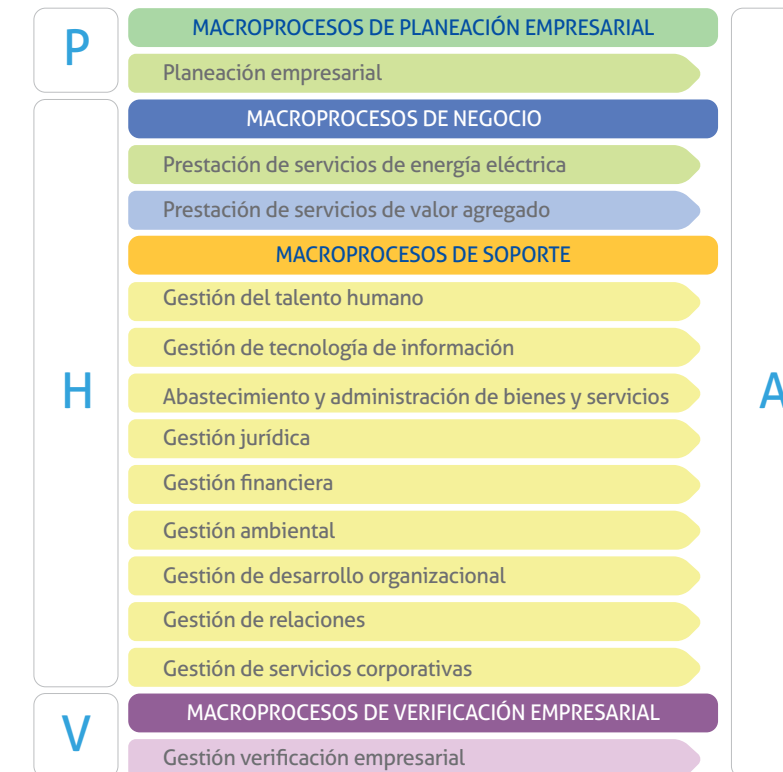 P
MACROPROCESOS DE PLANEACIÓN EMPRESARIAL
Planeación empresarial
H
MACROPROCESOS DE NEGOCIO
Prestación de servicios de energía eléctrica
Prestación de servicios de valor agregado
MACROPROCESOS DE SOPORTE
Gestión del talento humano
Gestión de tecnología de información
Abastecimiento y administración de bienes y servicios
Gestión jurídica
Gestión financiera
Gestión ambiental
Gestión de desarrollo organizacional
Gestión de relaciones
Gestión de servicios corporativas
V
MACROPROCESOS DE VERIFICACIÓN EMPRESARIAL
Gestión verificación empresarial
A